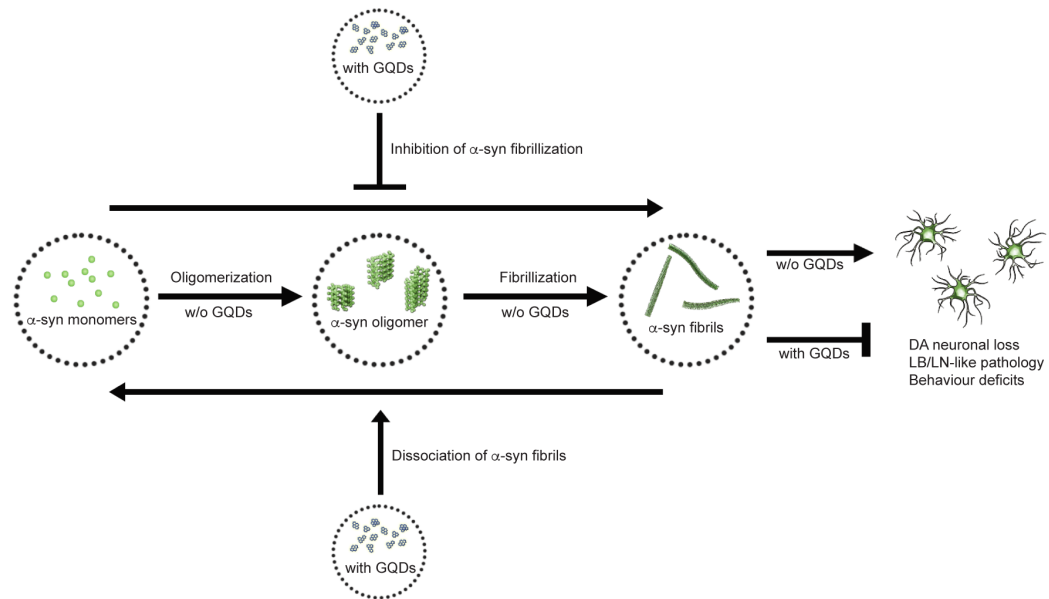 with GQDs
Inhibition of α-syn fibrillization
α-syn monomers
Oligomerization
w/o GQDs
α-syn oligomer
Fibrillization
w/o GQDs
α-syn fibrils
w/o GQDs
with GQDs
DA neuronal loss
LB/LN-like pathology
Behaviour deficits
Dissociation of α-syn fibrils
with GQDs